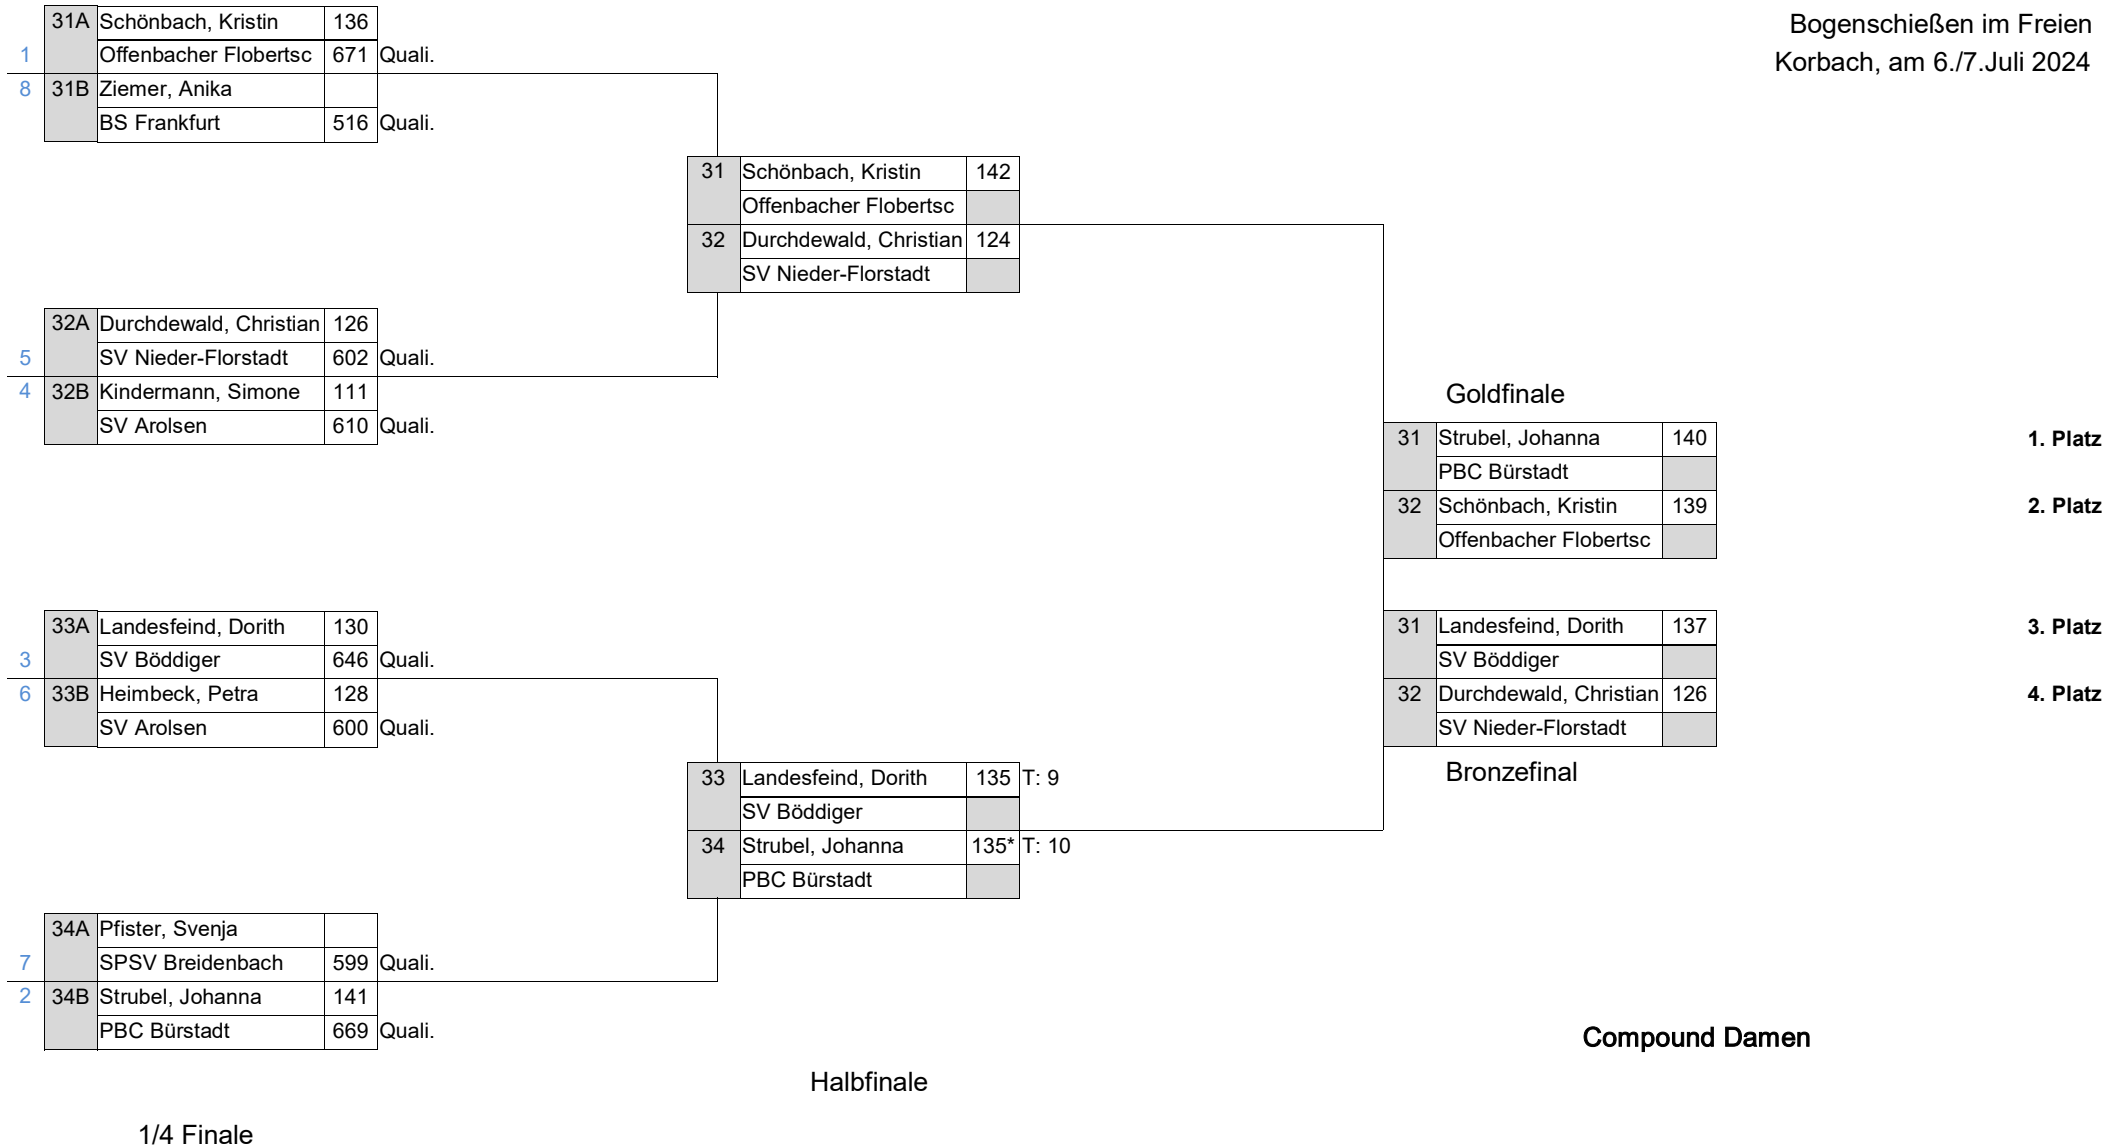 Bogenschießen im Freien
Korbach, am 6./7.Juli 2024
31A Schönbach, Kristin 136
1 Offenbacher Flobertsc 671 Quali.
8 31B Ziemer, Anika
BS Frankfurt 516 Quali.
32A Durchdewald, Christian 126
5 SV Nieder-Florstadt 602 Quali.
4 32B Kindermann, Simone 111
SV Arolsen 610 Quali.
33A Landesfeind, Dorith 130
3 SV Böddiger 646 Quali.
6 33B Heimbeck, Petra 128
SV Arolsen 600 Quali.
34A Pfister, Svenja
7 SPSV Breidenbach 599 Quali.
2 34B Strubel, Johanna 141
PBC Bürstadt 669 Quali.
1/4 Finale
31 Schönbach, Kristin 142
Offenbacher Flobertsc
32 Durchdewald, Christian 124
SV Nieder-Florstadt
33 Landesfeind, Dorith 135 T: 9
SV Böddiger
34 Strubel, Johanna 135* T: 10
PBC Bürstadt
Halbfinale
Goldfinale
31 Strubel, Johanna 140 1. Platz
PBC Bürstadt
32 Schönbach, Kristin 139 2. Platz
Offenbacher Flobertsc
31 Landesfeind, Dorith 137 3. Platz
SV Böddiger
32 Durchdewald, Christian 126 4. Platz
SV Nieder-Florstadt
Bronzefinal
Compound Damen